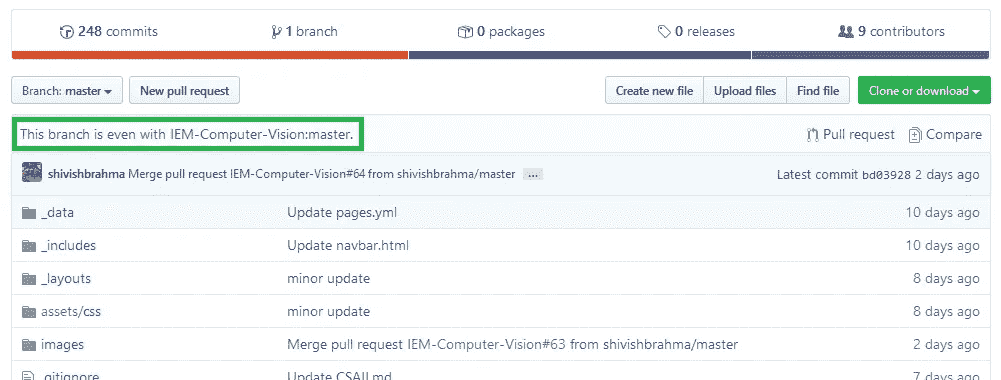 248 commits 1 branch 0 packages 0 releases 9 contributors
Branch: master New pull request Create new file Upload files Find file Clone or download
This branch is even with IEM-Computer-Vision:master. Pull request Compare
shivishbrahma Merge pull request IEM-Computer-Vision#64 from shivishbrahma/master ... Latest commit bd03928 2 days ago
_data Update pages.yml 10 days ago
_includes Update navbar.html 10 days ago
_layouts minor update 8 days ago
assets/css minor update 8 days ago
images Merge pull request IEM-Computer-Vision#63 from shivishbrahma/master 2 days ago
.gitignore Update CSAII.md 7 days ago